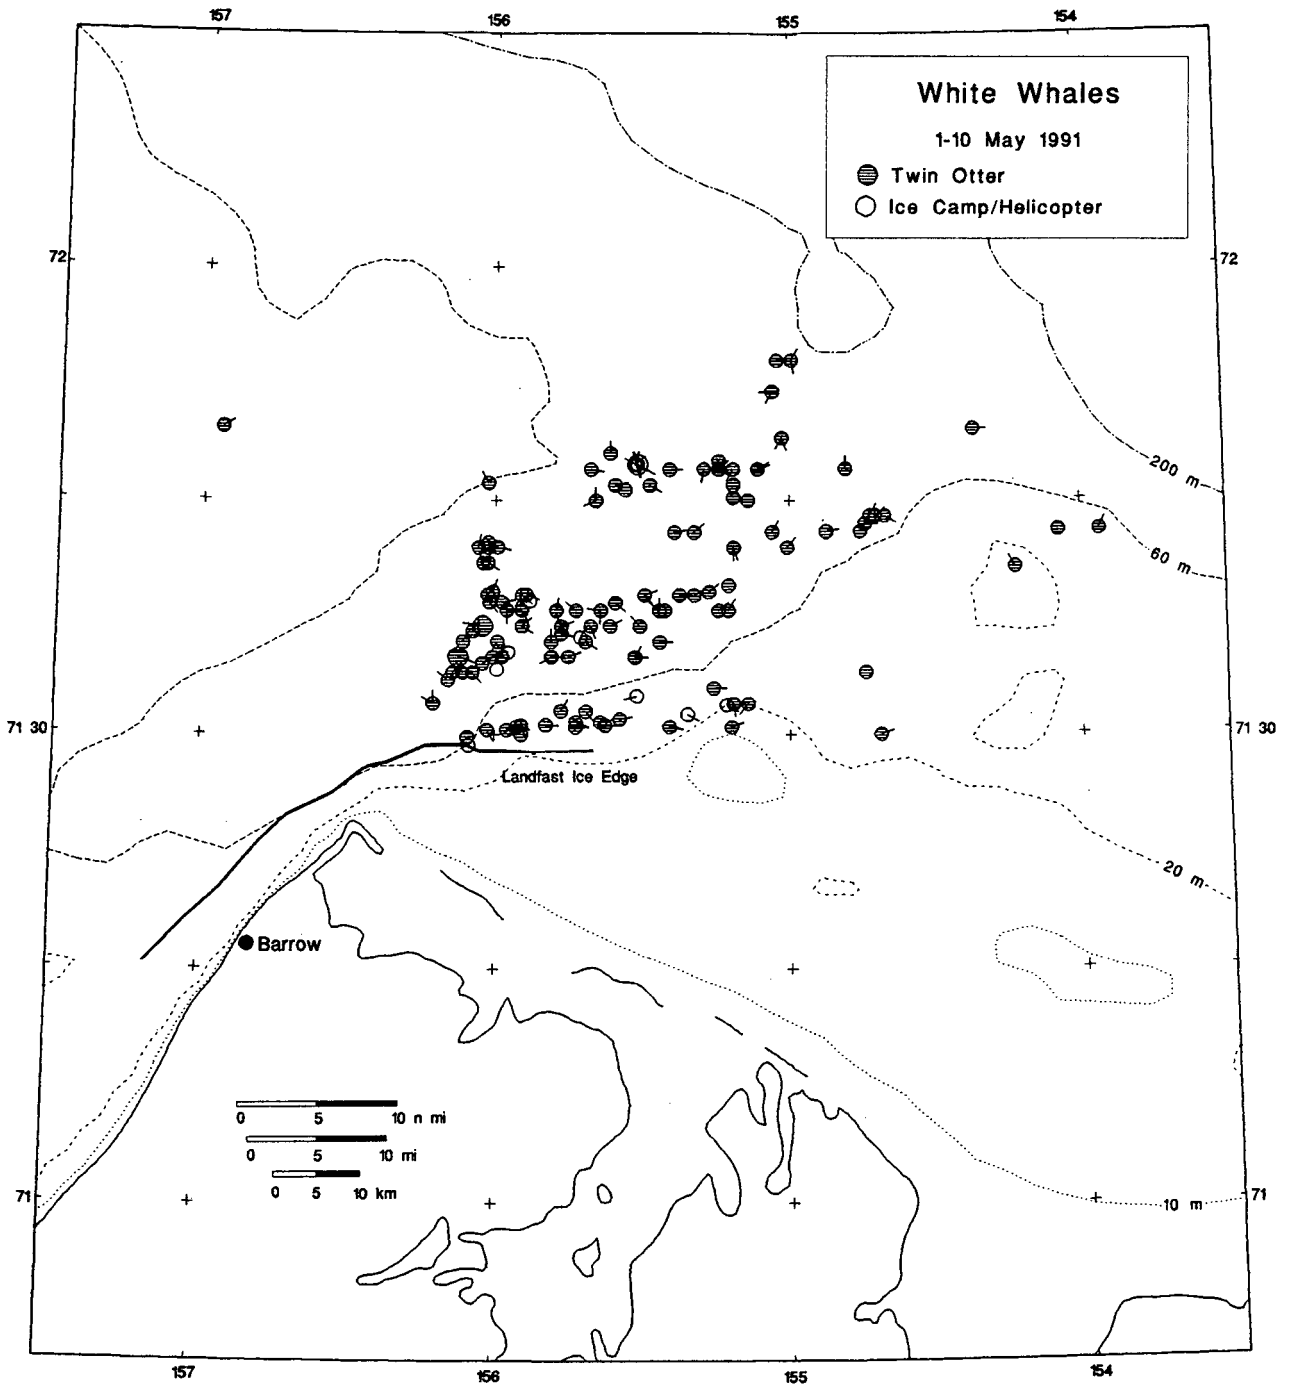 157 156 155 154
White Whales
1-10 May 1991
Twin Otter
Ice Camp/Helicopter
72 72
200 m
60 m
71 30 71 30
Landfast Ice Edge
20 m
Barrow
0 5 10 n mi
0 5 10 mi
0 5 10 km
71 71
10 m
157 156 155 154